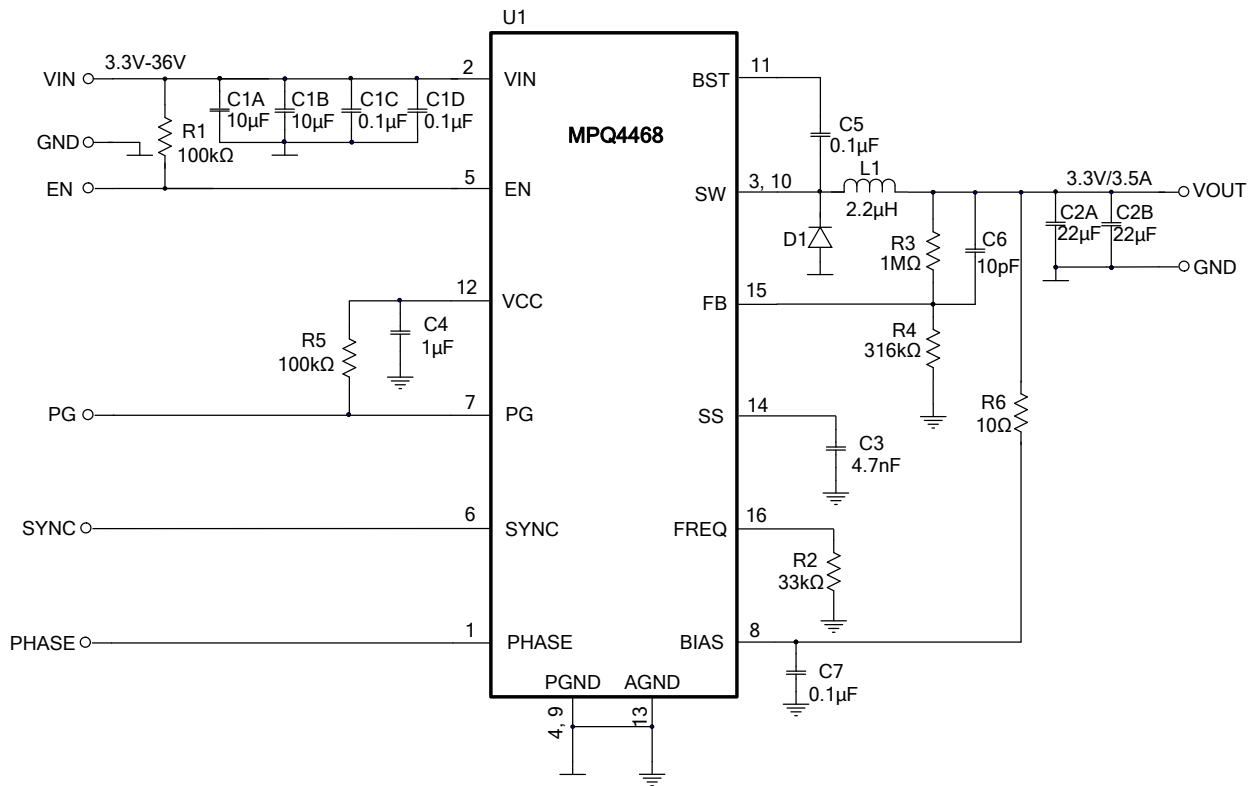 U1
MPQ4468
VIN
3.3V-36V
2
VIN
C1A
10μF
C1B
10μF
C1C
0.1μF
C1D
0.1μF
GND
R1
100kΩ
EN
5
EN
12
VCC
R5
100kΩ
C4
1μF
PG
7
PG
SYNC
6
SYNC
PHASE
1
PHASE
PGND
AGND
4, 9
13
BST
11
C5
0.1μF
SW
3, 10
L1
2.2μH
D1
R3
1MΩ
C6
10pF
3.3V/3.5A
VOUT
C2A
22μF
C2B
22μF
GND
FB
15
R4
316kΩ
R6
10Ω
SS
14
C3
4.7nF
FREQ
16
R2
33kΩ
BIAS
8
C7
0.1μF